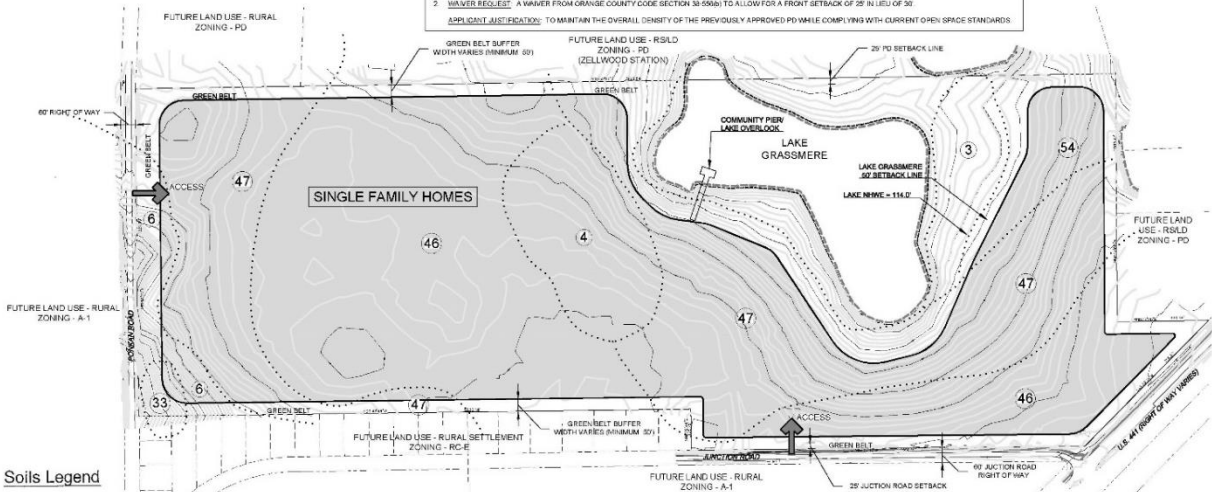 2. WAIVER REQUEST: A WAIVER FROM ORANGE COUNTY CODE SECTION TO ALLOW FOR A FRONT SETBACK OF 25' IN LIEU OF 30'
APPLICANT JUSTIFICATION: TO MAINTAIN THE OVERALL DENSITY OF THE PREVIOUSLY APPROVED PD WHILE COMPLYING WITH CURRENT OPEN SPACE STANDARDS
FUTURE LAND USE - RURAL
ZONING - PD
GREEN BELT BUFFER
WIDTH VARIES (MINIMUM 50')
FUTURE LAND USE - RS/LD
ZONING - PD
(ZELLWOOD STATION)
25' PD SETBACK LINE
GREEN BELT
GREEN BELT
60' RIGHT OF WAY
GREEN BELT
COMMUNITY PIER/
LAKE OVERLOOK
LAKE
GRASSMERE
3
54
LAKE GRASSMERE
50' SETBACK LINE
LAKE NHWE = 114.0'
47
ACCESS
SINGLE FAMILY HOMES
6
46
4
FUTURE LAND
USE - RS/LD
ZONING - PD
47
FUTURE LAND USE - RURAL
ZONING - A-1
PONKAN ROAD
47
6
33
47
46
GREEN BELT
GREEN BELT BUFFER
WIDTH VARIES (MINIMUM 50')
ACCESS
FUTURE LAND USE - RURAL SETTLEMENT
ZONING - RC-E
GREEN BELT
U.S. 441 (RIGHT OF WAY VARIES)
JUNCTION ROAD
Soils Legend
FUTURE LAND USE - RURAL
ZONING - A-1
25' JUCTION ROAD SETBACK
60' JUCTION ROAD
RIGHT OF WAY